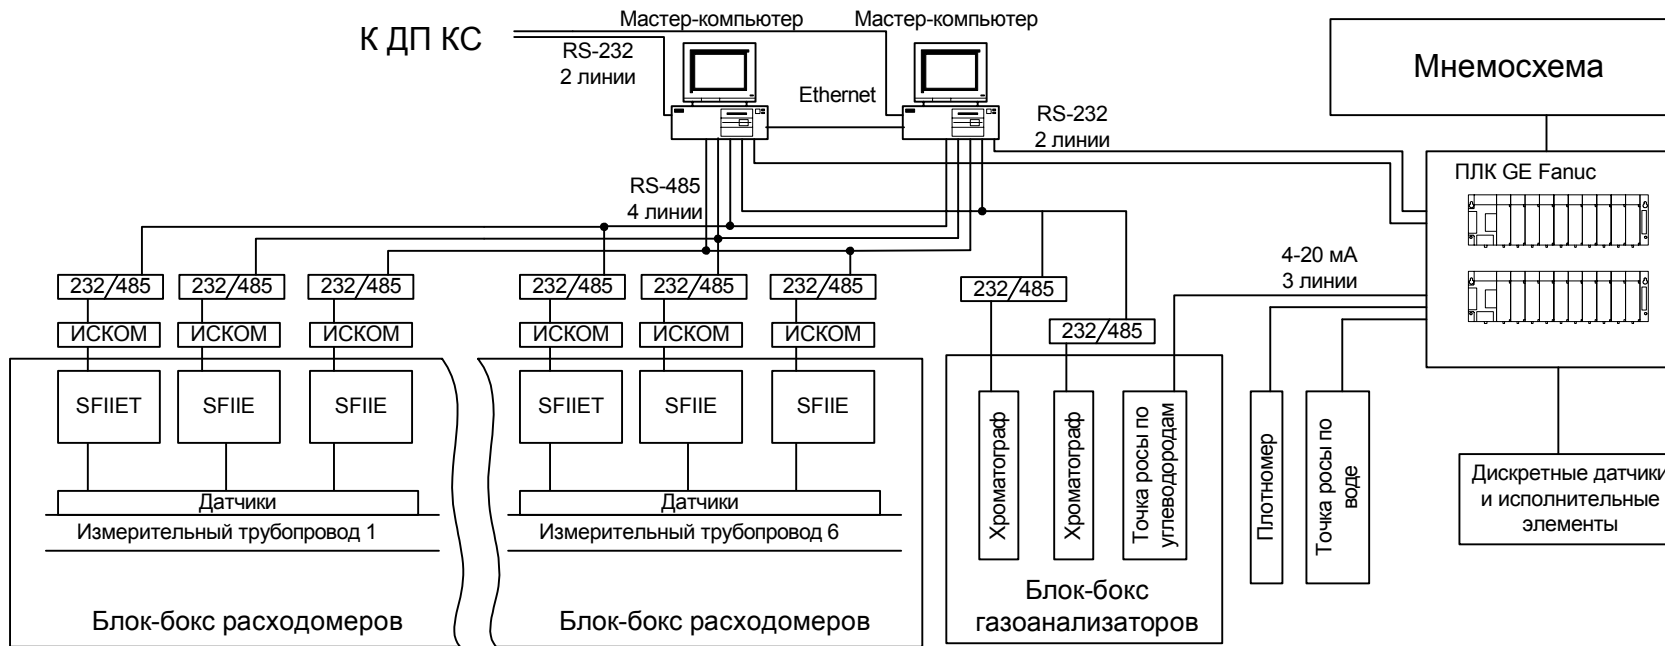 Мастер-компьютер
Мастер-компьютер
К ДП КС
RS-232
2 линии
Ethernet
RS-232
2 линии
Мнемосхема
ПЛК GE Fanuc
RS-485
4 линии
4-20 мА
3 линии
232/485
232/485
232/485
232/485
232/485
232/485
232/485
232/485
ИСКОМ
ИСКОМ
ИСКОМ
ИСКОМ
ИСКОМ
ИСКОМ
SFIIET
SFIIE
SFIIE
SFIIET
SFIIE
SFIIE
Датчики
Датчики
Измерительный трубопровод 1
Измерительный трубопровод 6
Хроматограф
Хроматограф
Точка росы по
углеводородам
Плотномер
Точка росы по
воде
Дискретные датчики
и исполнительные
элементы
Блок-бокс расходомеров
Блок-бокс расходомеров
Блок-бокс
газоанализаторов